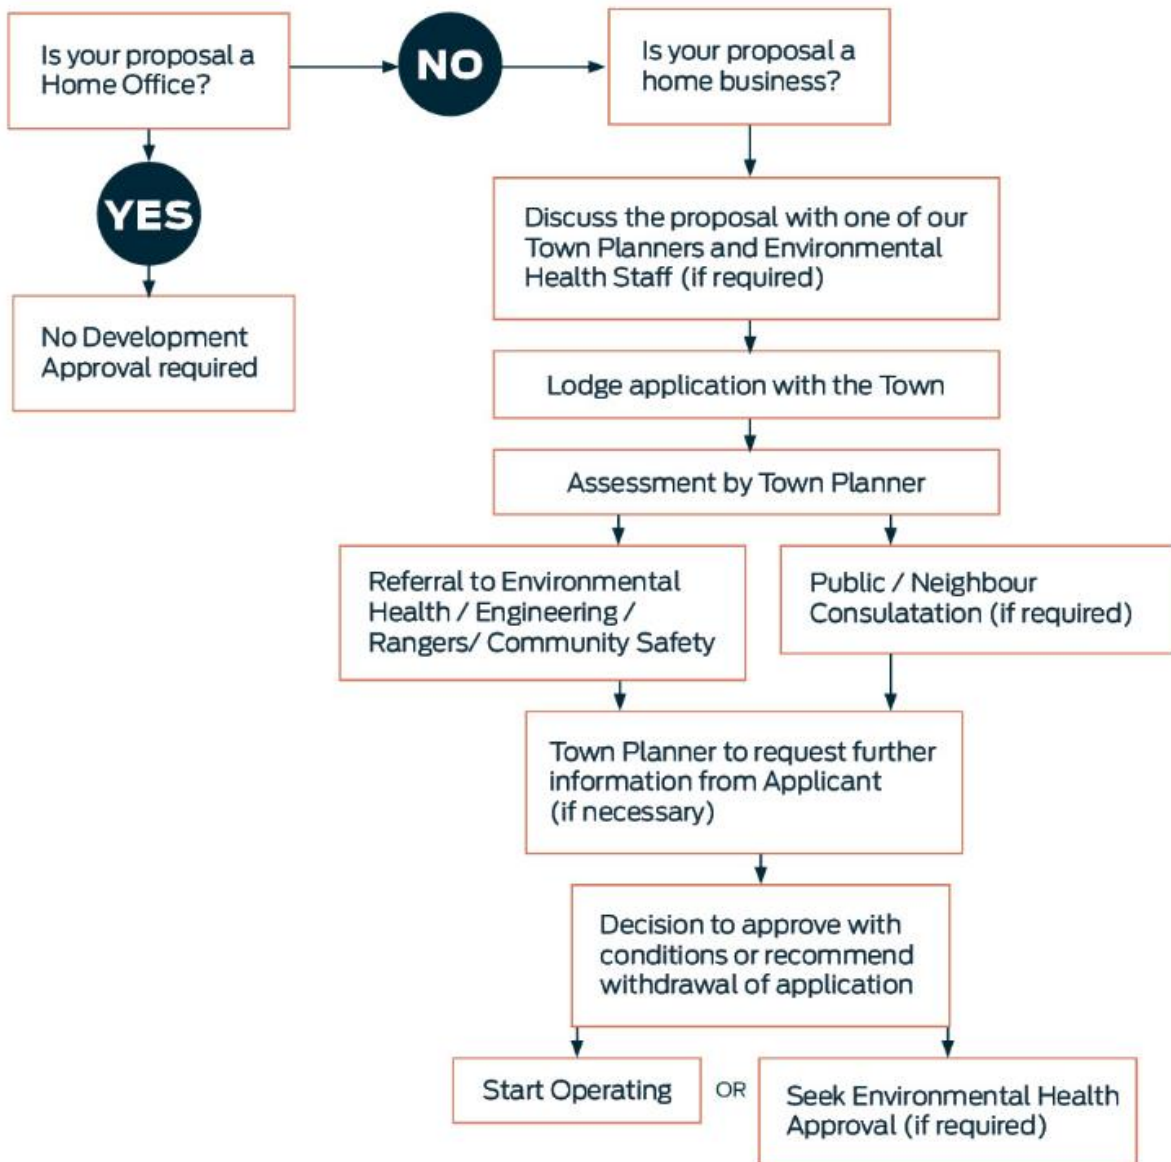 Is your proposal a
Home Office?
NO
Is your proposal a
home business?
YES
No Development
Approval required
Discuss the proposal with one of our
Town Planners and Environmental
Health Staff (if required)
Lodge application with the Town
Assessment by Town Planner
Referral to Environmental
Health / Engineering /
Rangers/ Community Safety
Public / Neighbour
Consulatation (if required)
Town Planner to request further
information from Applicant
(if necessary)
Decision to approve with
conditions or recommend
withdrawal of application
Start Operating
OR
Seek Environmental Health
Approval (if required)